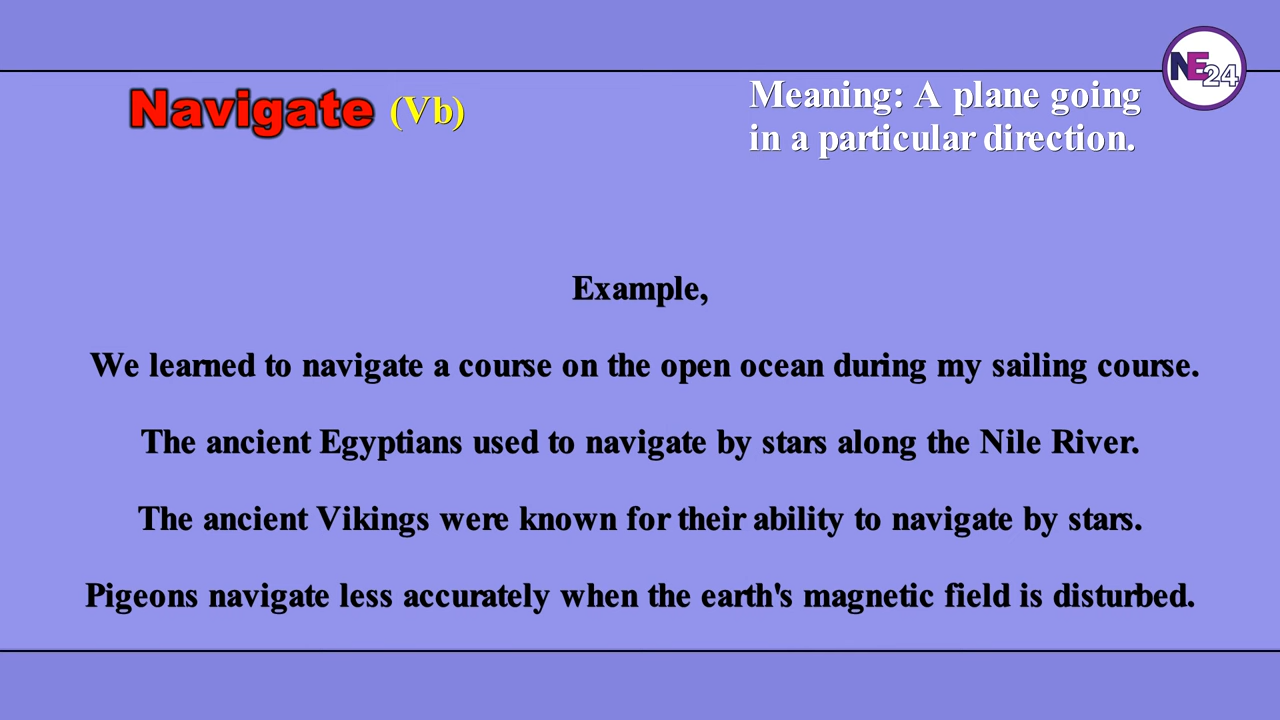 NE24
Navigate (Vb)
Meaning: A plane going
in a particular direction.
Example,
We learned to navigate a course on the open ocean during my sailing course.
The ancient Egyptians used to navigate by stars along the Nile River.
The ancient Vikings were known for their ability to navigate by stars.
Pigeons navigate less accurately when the earth's magnetic field is disturbed.